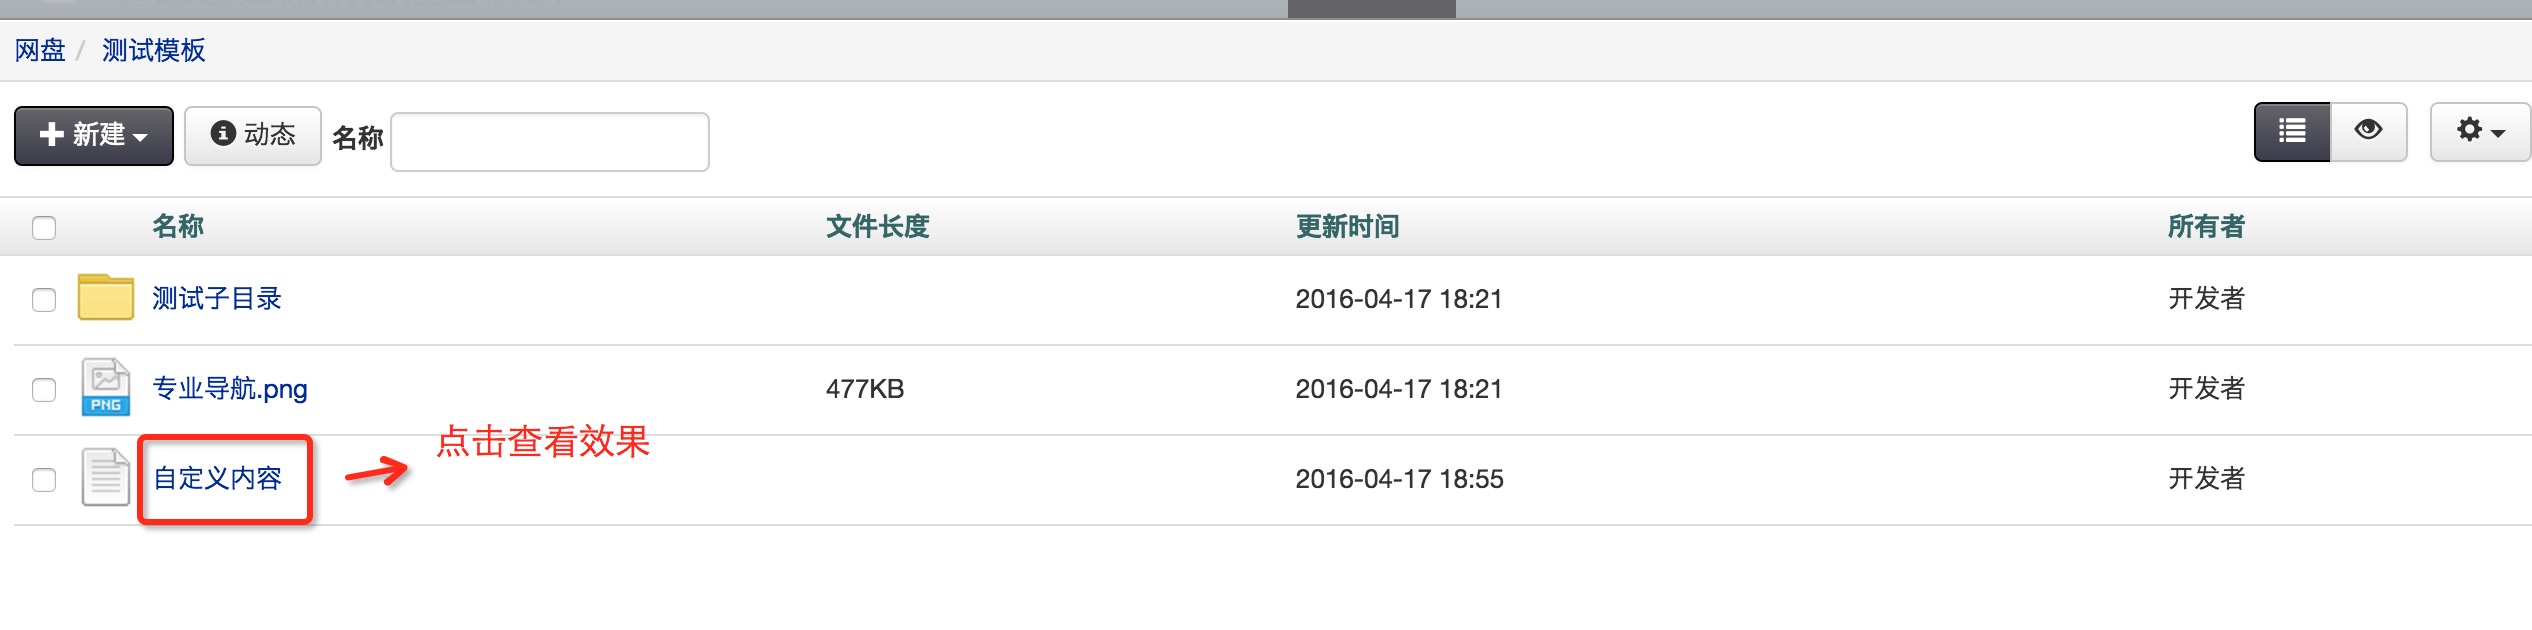 网盘 / 测试模板
新建 动态 名称
名称 文件长度 更新时间 所有者
测试子目录 2016-04-17 18:21 开发者
PNG 专业导航.png 477KB 2016-04-17 18:21 开发者
点击查看效果
自定义内容 2016-04-17 18:55 开发者